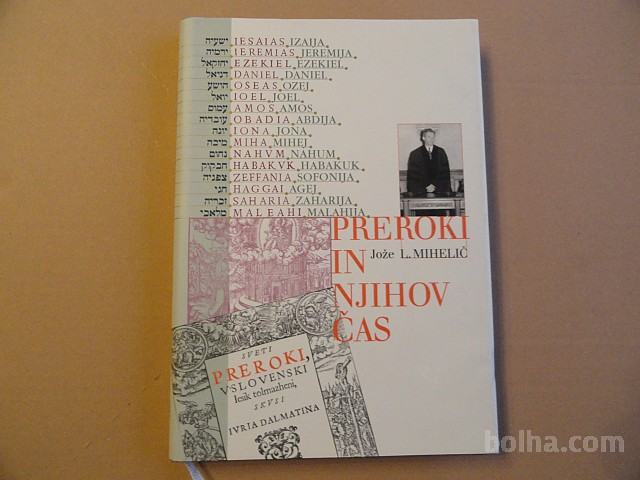 ישעיה IESAIAS IZAIJA
ירמיה IEREMIAS JEREMIJA
יחזקאל EZEKIEL EZEKIEL
דניאל DANIEL DANIEL
הושע OSEAS OZEJ
יואל IOEL JOEL
עמוס AMOS AMOS
עובדיה OBADIA ABDIJA
יונה IONA JONA
מיכה MIHA MIHEJ
נחום NAHVM NAHUM
חבקוק HABAKVK HABAKUK
צפניה ZEFFANIA SOFONIJA
חגי HAGGAI AGEJ
זכריה SAHARIA ZAHARIJA
מלאכי MALEAHI MALAHIJA
PREROKI
IN
Jože L. MIHELIČ
NJIHOV
ČAS
SVETI
PREROKI,
VSLOVENSKI
Iesik tolmazheni,
SKVSI
IVRIA DALMATINA
bolha.com